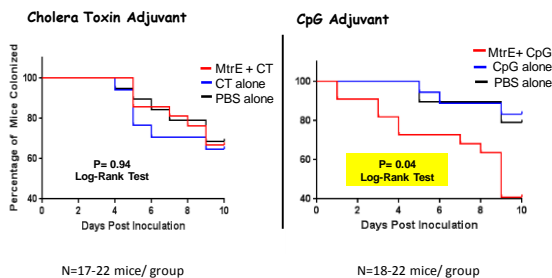 Cholera Toxin Adjuvant
Percentage of Mice Colonized
100
80
60
40
MtrE + CT
CT alone
PBS alone
P= 0.94
Log-Rank Test
0 2 4 6 8 10
Days Post Inoculation
N=17-22 mice/ group
CpG Adjuvant
100
80
60
40
MtrE+ CpG
CpG alone
PBS alone
P= 0.04
Log-Rank Test
0 2 4 6 8 10
Days Post Inoculation
N=18-22 mice/ group